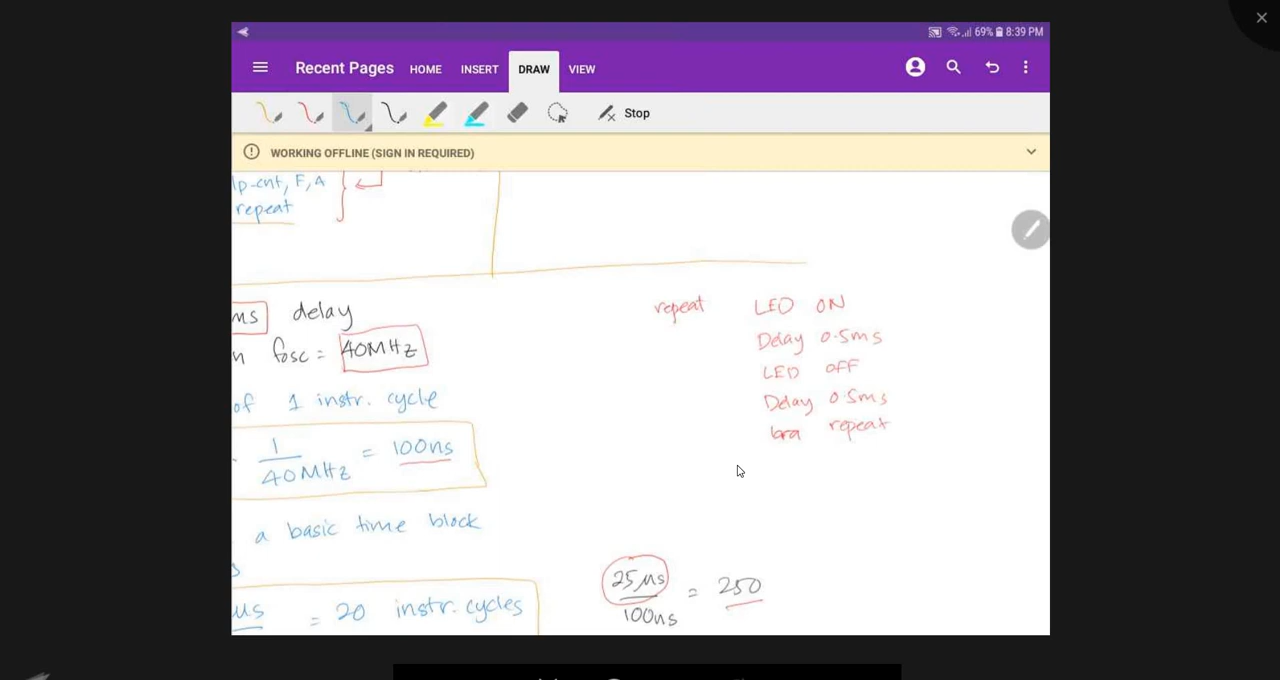 69% 8:39 PM
Recent Pages HOME INSERT DRAW VIEW
Stop
WORKING OFFLINE (SIGN IN REQUIRED)
lp-cnt, F, A
repeat
ms delay
n fosc = 40MHz
of 1 instr. cycle
1
40MHz
= 100ns
a basic time block
s
μs = 20 instr. cycles
repeat LED ON
Delay 0.5ms
LED OFF
Delay 0.5ms
bra repeat
25μs
100ns
= 250